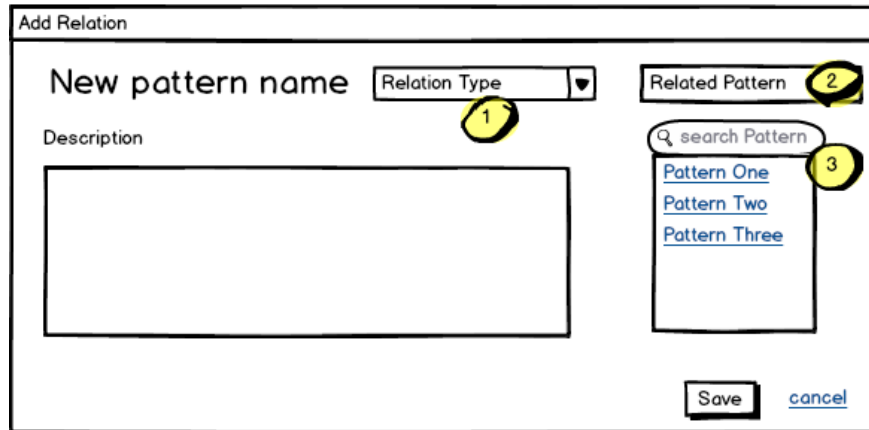 Add Relation
New pattern name
Relation Type
Related Pattern
2
1
Description
search Pattern
3
Pattern One
Pattern Two
Pattern Three
Save
cancel